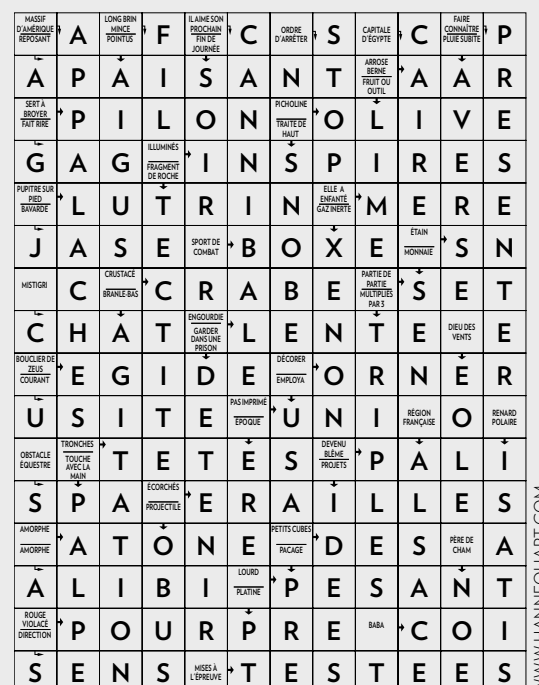 MASSIF D'AMÉRIQUE REPOSANT A LONG BRIN MINCE POINTUS F IL AIME SON PROCHAIN FIN DE JOURNÉE C ORDRE D'ARRÊTER S CAPITALE D'ÉGYPTE C FAIRE CONNAÎTRE PLUIE SUBITE P
A P A I S A N T ARROSE BERNE FRUIT OU OUTIL A A R
SERT À BROYER FAIT RIRE P I L O N PICHOLINE TRAITE DE HAUT O L I V E
G A G ILLUMINÉS FRAGMENT DE ROCHE I N S P I R E S
PUPITRE SUR PIED BAVARDE L U T R I N ELLE A ENFANTÉ GAZ INERTE M E R E
J A S E SPORT DE COMBAT B O X E ÉTAIN MONNAIE S N
MISTIGRI C CRUSTACÉ BRANLE-BAS C R A B E PARTIE DE PARTIE MULTIPLIÉS PAR 3 S E T
C H A T ENGOURDIE GARDER DANS UNE PRISON L E N T E DIEU DES VENTS E
BOUCLIER DE ZEUS COURANT E G I D E DÉCORER EMPLOYA O R N E R
U S I T E PAS IMPRIMÉ ÉPOQUE U N I RÉGION FRANÇAISE O RENARD POLAIRE
OBSTACLE ÉQUESTRE TRONCHES TOUCHE AVEC LA MAIN T E T E S DEVENU BLÊME PROJETS P A L I
S P A ÉCORCHÉS PROJECTILE E R A I L L E S
AMORPHE AMORPHE A T O N E PETITS CUBES PACAGE D E S PÈRE DE CHAM A
A L I B I LOURD PLATINE P E S A N T
ROUGE VIOLACÉ DIRECTION P O U R P R E BABA C O I
S E N S MISES À L'ÉPREUVE T E S T E E S
WWW.HANNEQUART.COM